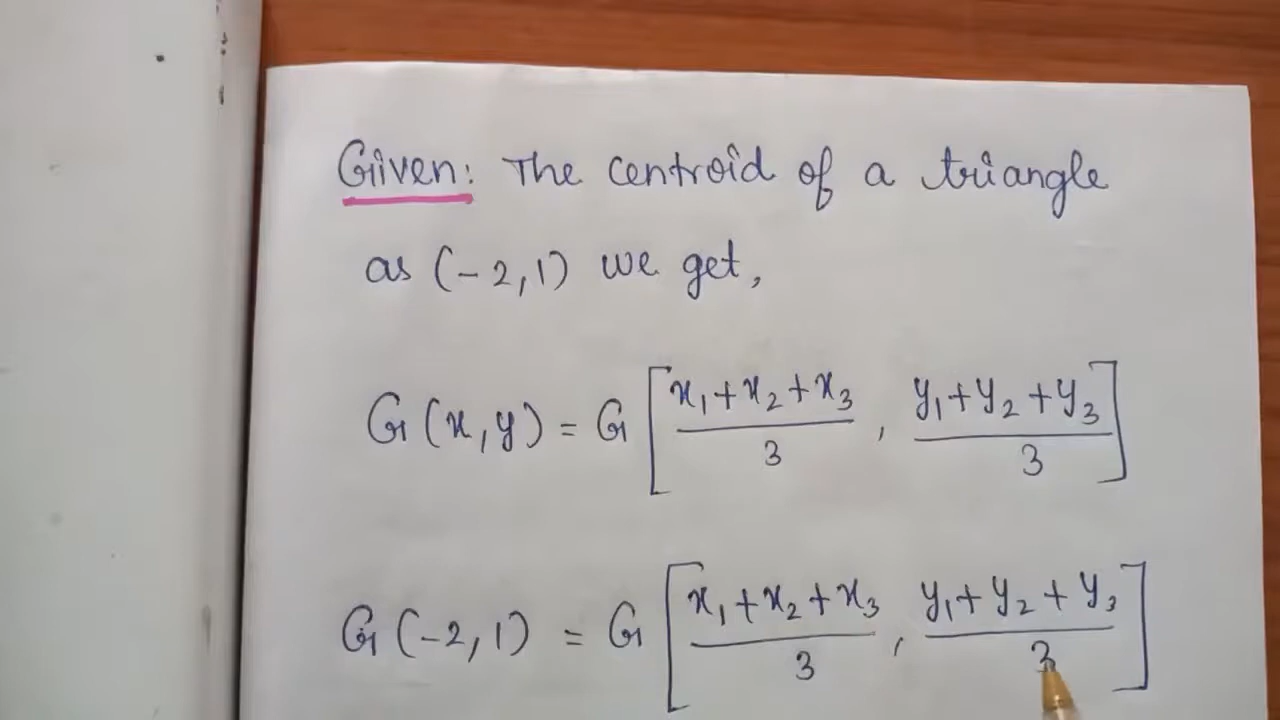 Given: The centroid of a triangle
as (-2,1) we get,
G(x,y) = G[x₁+x₂+x₃/3, y₁+y₂+y₃/3]
G(-2,1) = G[x₁+x₂+x₃/3, y₁+y₂+y₃/3]